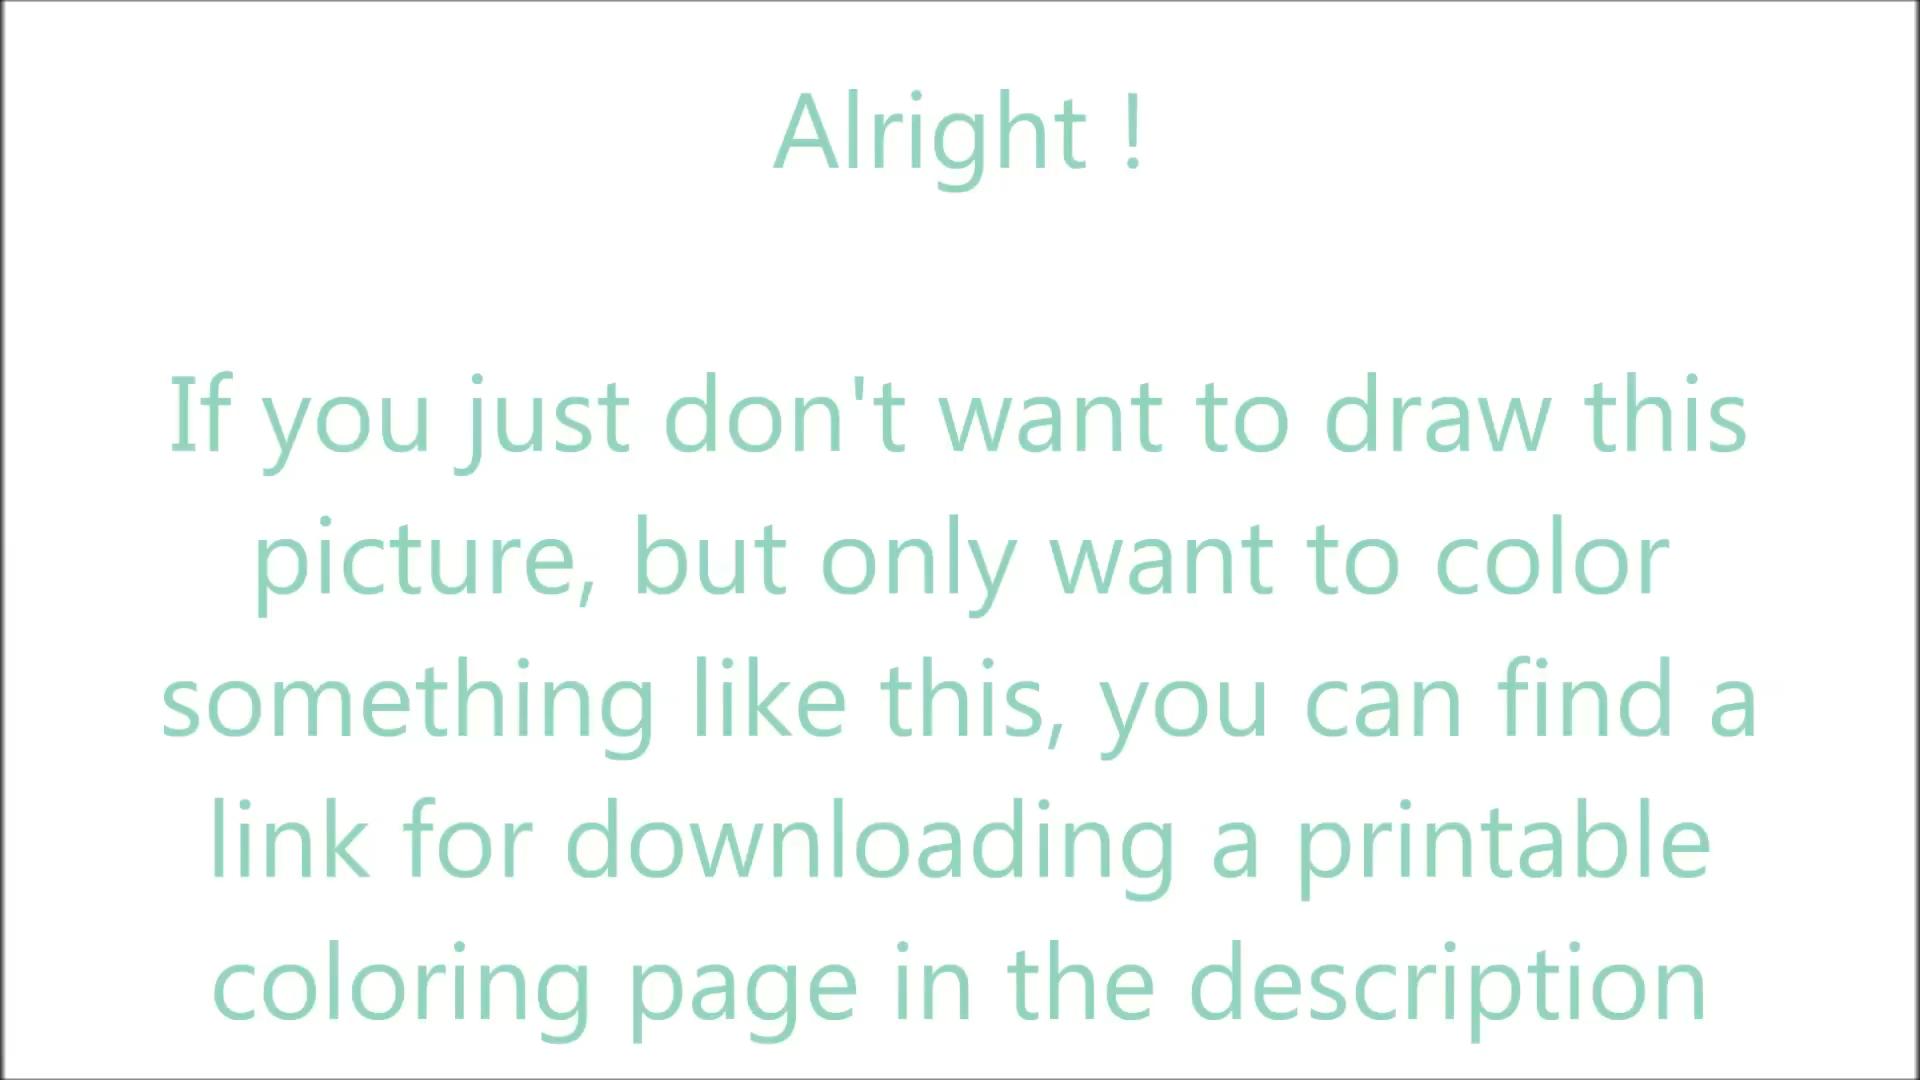 Alright !
If you just don't want to draw this
picture, but only want to color
something like this, you can find a
link for downloading a printable
coloring page in the description